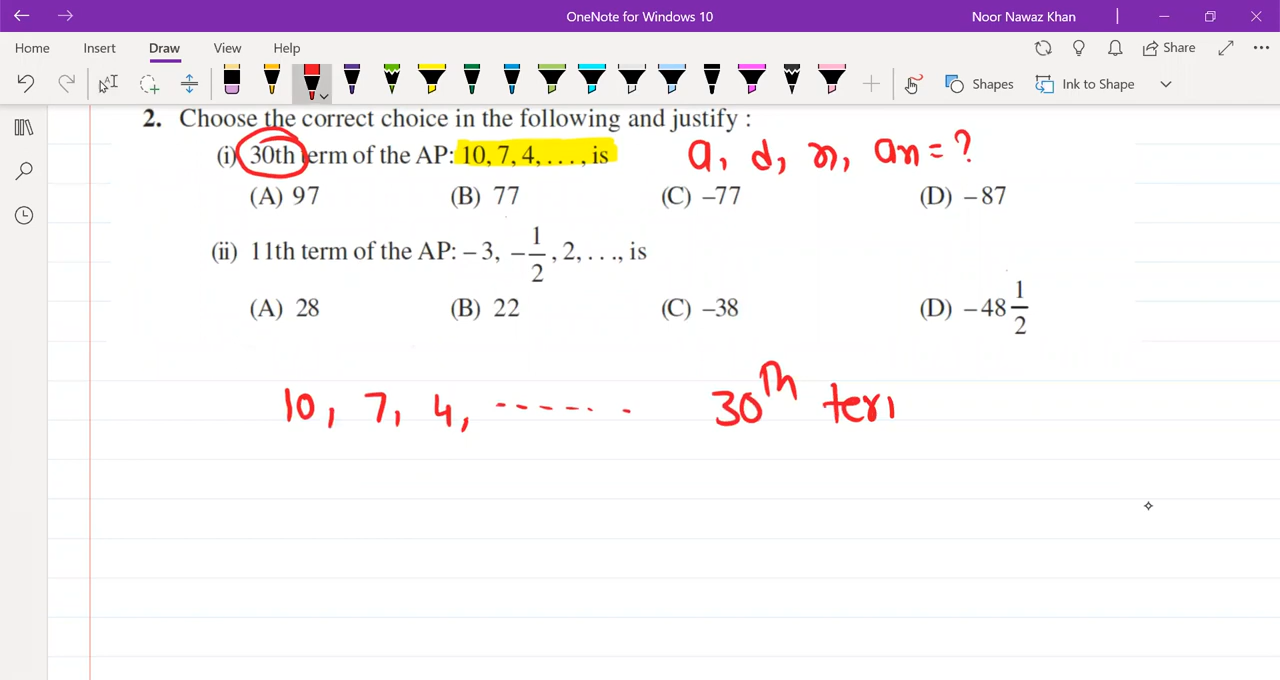 OneNote for Windows 10
Noor Nawaz Khan
Home Insert Draw View Help
Share
Shapes
Ink to Shape
2. Choose the correct choice in the following and justify :
(i) 30th term of the AP: 10, 7, 4, . . . , is a, d, n, an = ?
(A) 97 (B) 77 (C) –77 (D) – 87
(ii) 11th term of the AP: – 3, – 1/2 , 2, . . ., is
(A) 28 (B) 22 (C) –38 (D) – 48 1/2
10, 7, 4, ------- 30th teri